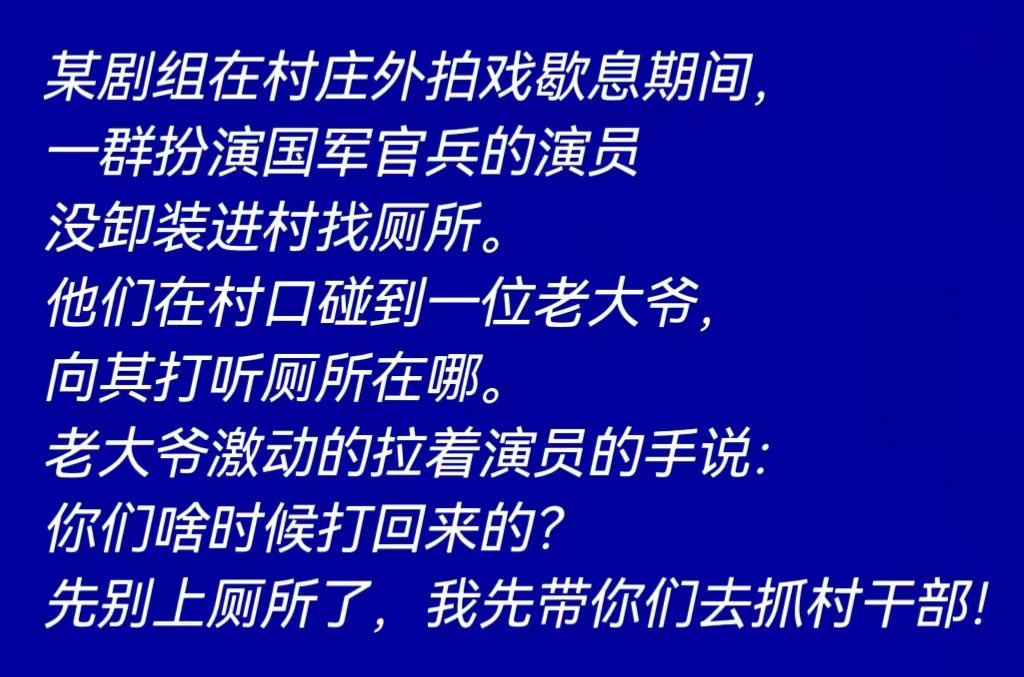 某剧组在村庄外拍戏歇息期间，
一群扮演国军官兵的演员
没卸装进村找厕所。
他们在村口碰到一位老大爷，
向其打听厕所在哪。
老大爷激动的拉着演员的手说：
你们啥时候打回来的？
先别上厕所了，我先带你们去抓村干部！